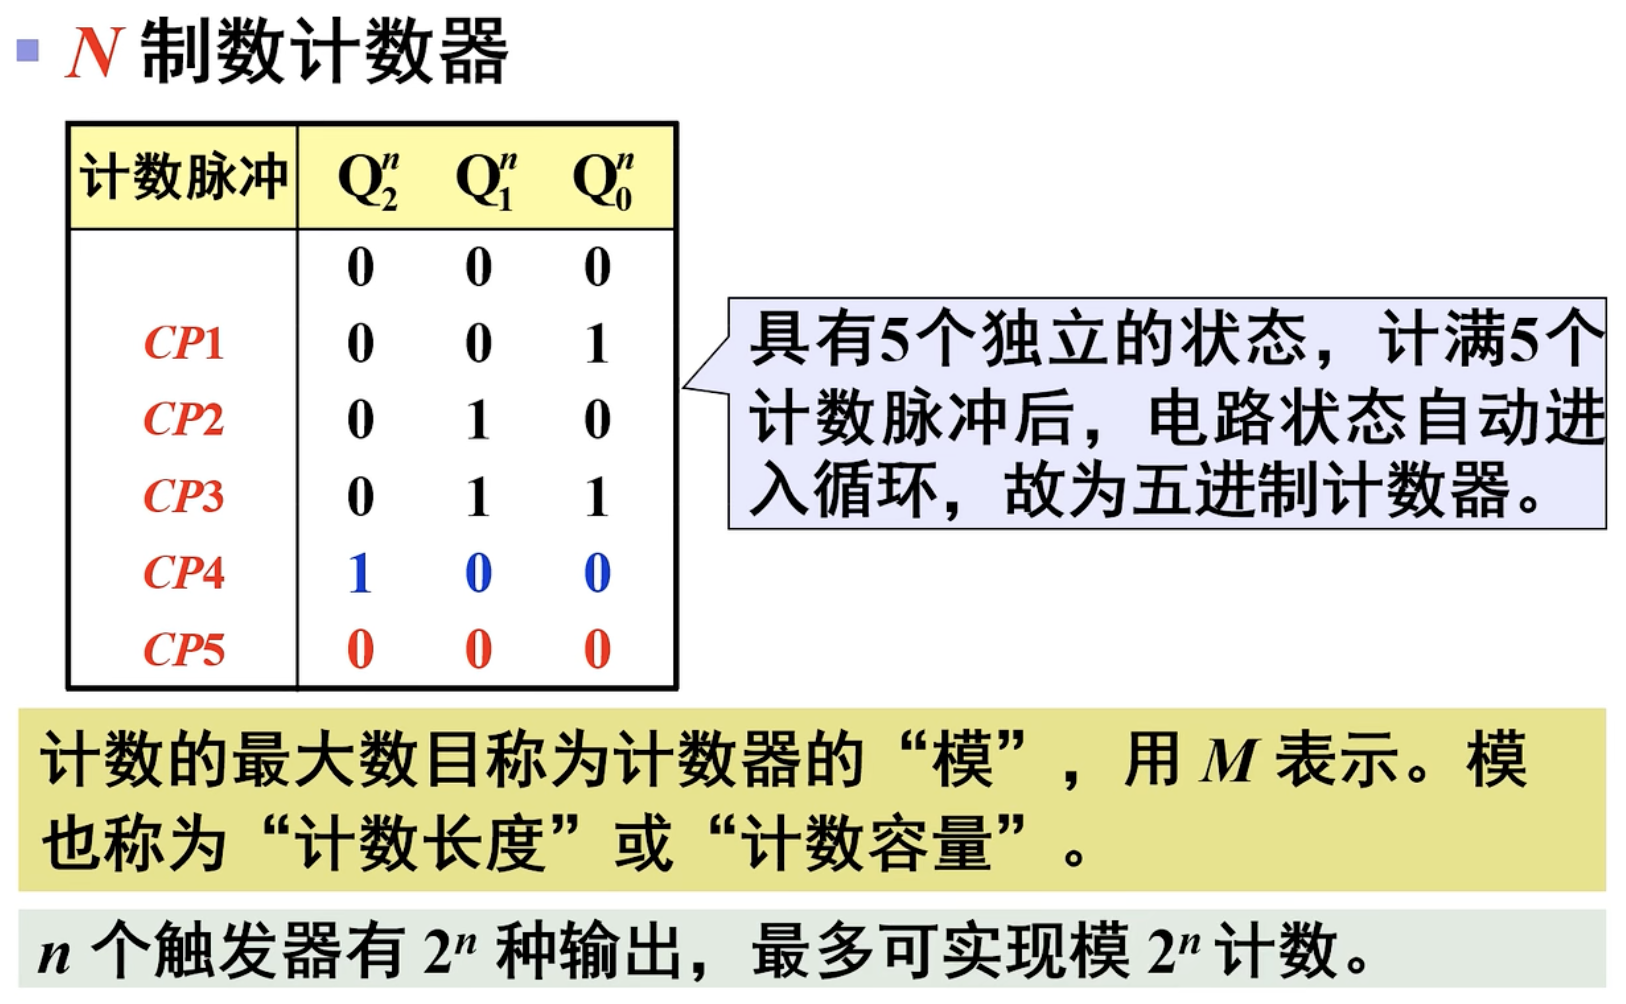 N 制数计数器
计数脉冲 Q₂ⁿ Q₁ⁿ Q₀ⁿ
0 0 0
CP1 0 0 1
CP2 0 1 0
CP3 0 1 1
CP4 1 0 0
CP5 0 0 0
具有5个独立的状态，计满5个
计数脉冲后，电路状态自动进
入循环，故为五进制计数器。
计数的最大数目称为计数器的“模”，用 M 表示。模
也称为“计数长度”或“计数容量”。
n 个触发器有 2ⁿ 种输出，最多可实现模 2ⁿ 计数。